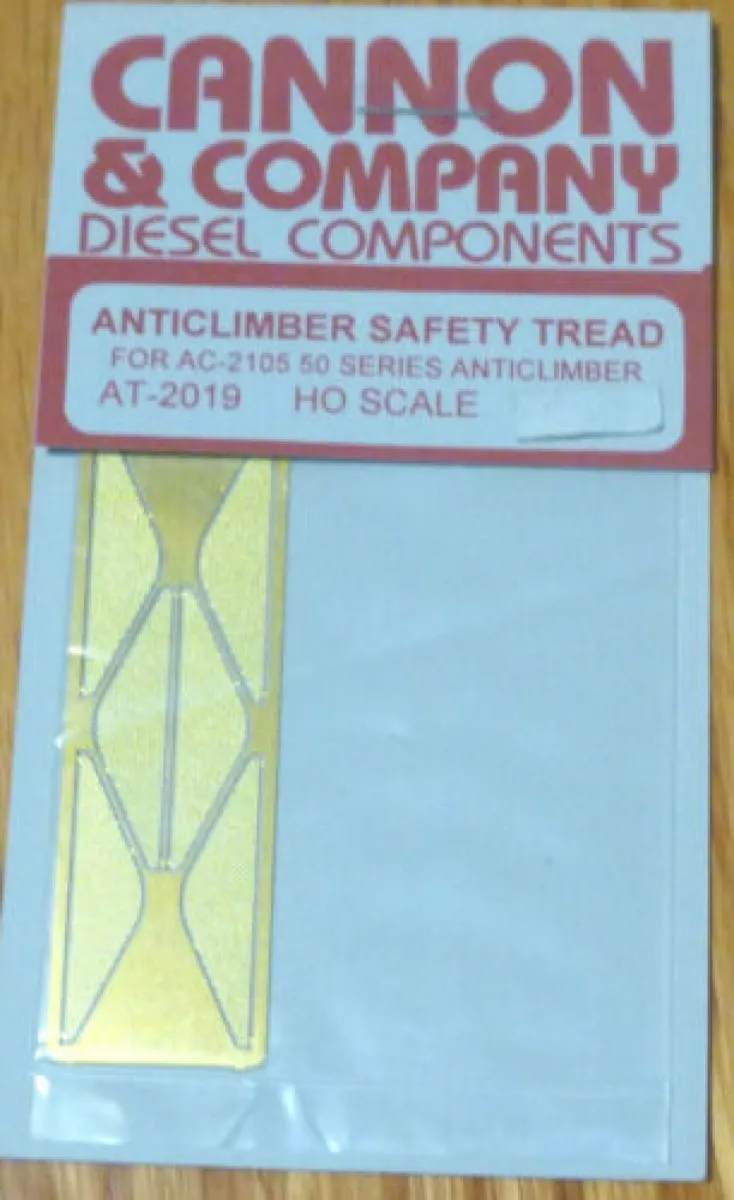 CANNON
& COMPANY
DIESEL COMPONENTS
ANTICLIMBER SAFETY TREAD
FOR AC-2105 50 SERIES ANTICLIMBER
AT-2019 HO SCALE